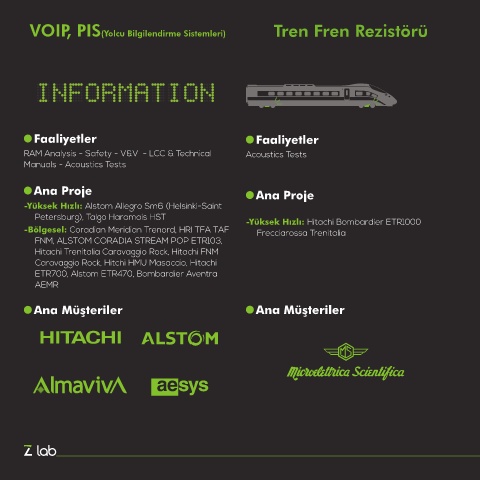 VOIP, PIS(Yolcu Bilgilendirme Sistemleri)
INFORMATION
Faaliyetler
RAM Analysis - Safety - V&V - LCC & Technical
Manuals - Acoustics Tests
Ana Proje
-Yüksek Hızlı: Alstom Allegro Sm6 (Helsinki-Saint
Petersburg), Talgo Haramois HST
-Bölgesel: Coradian Meridian Trenord, HRI TFA TAF
FNM, ALSTOM CORADIA STREAM POP ETR103,
Hitachi Trenitalia Caravaggio Rock, Hitachi FNM
Caravaggio Rock, Hitchi HMU Masaccio, Hitachi
ETR700, Alstom ETR470, Bombardier Aventra
AEMR
Ana Müşteriler
HITACHI ALSTOM
AlmavivA aesys
Tren Fren Rezistörü
Faaliyetler
Acoustics Tests
Ana Proje
-Yüksek Hızlı: Hitachi Bombardier ETR1000
Frecciarossa Trenitalia
Ana Müşteriler
MS
Microelettrica Scientifica
Z lab